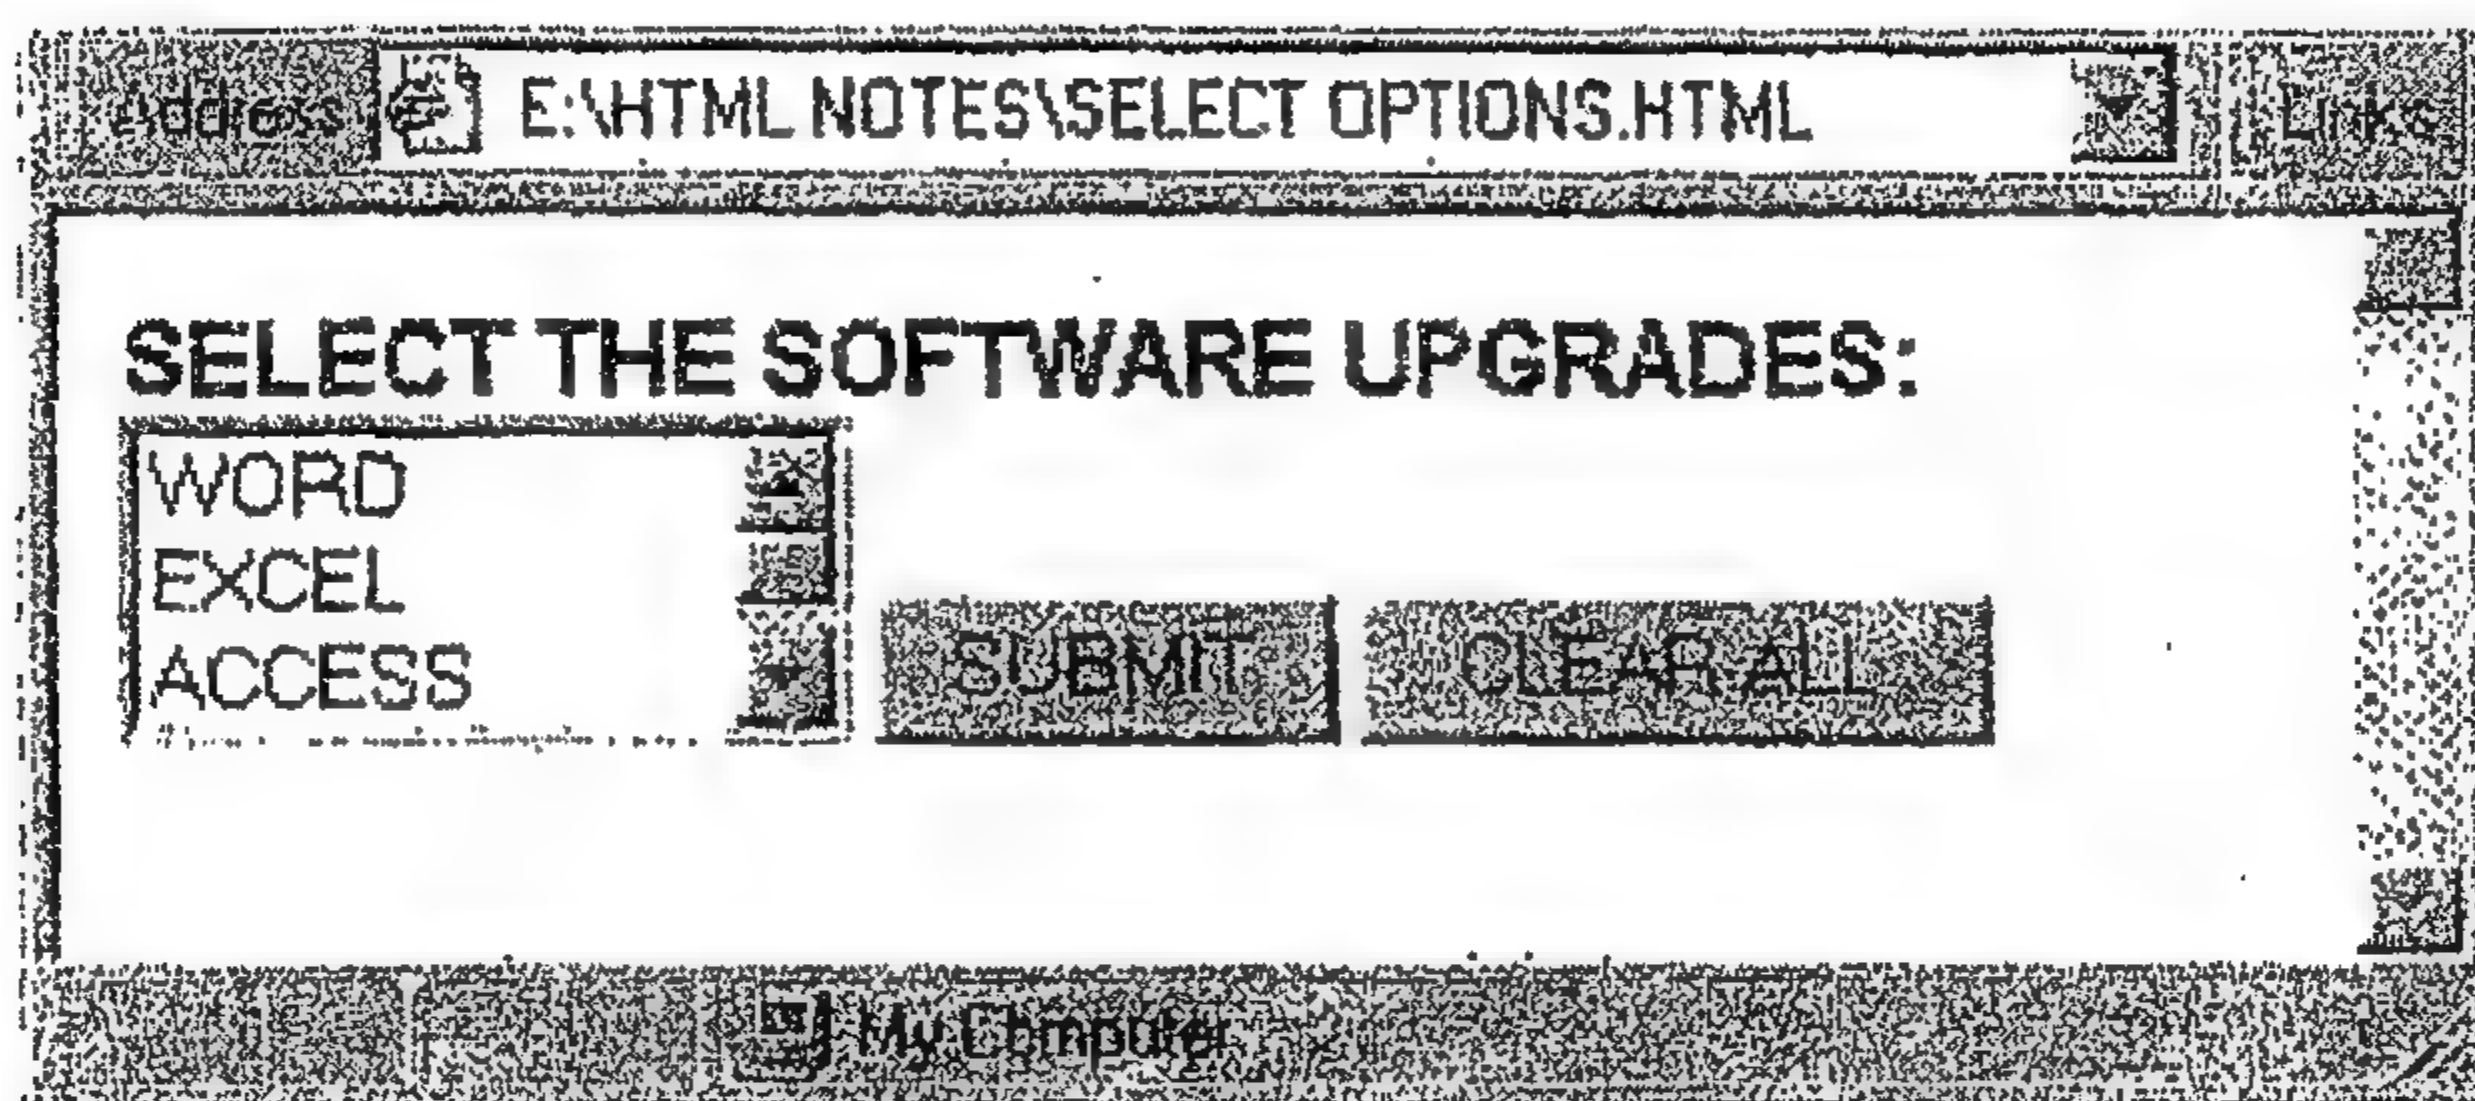 Address E:\HTML NOTES\SELECT OPTIONS.HTML Links
SELECT THE SOFTWARE UPGRADES:
WORD
EXCEL
ACCESS
SUBMIT CLEAR ALL
My Computer